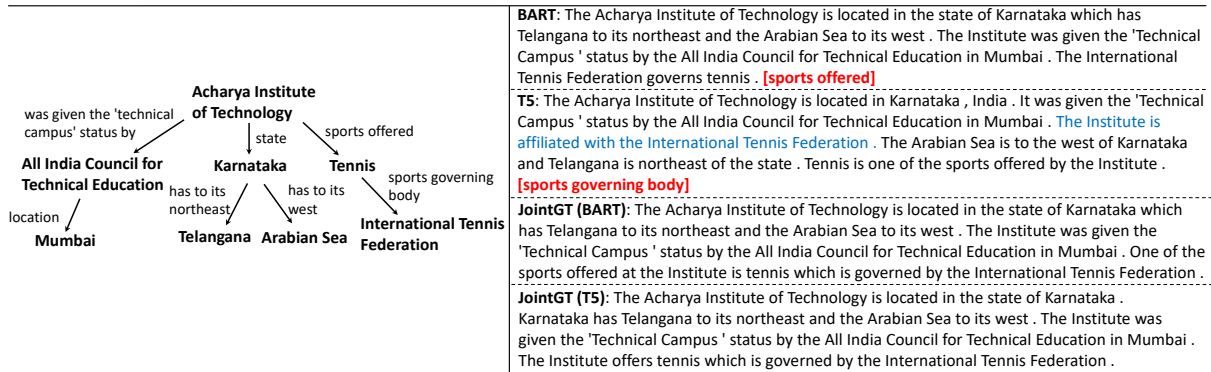 Acharya Institute
of Technology
was given the 'technical
campus' status by
state
sports offered
All India Council for
Technical Education
Karnataka
Tennis
location
has to its
northeast
has to its
west
sports governing
body
Mumbai
Telangana
Arabian Sea
International Tennis
Federation
BART: The Acharya Institute of Technology is located in the state of Karnataka which has
Telangana to its northeast and the Arabian Sea to its west . The Institute was given the 'Technical
Campus ' status by the All India Council for Technical Education in Mumbai . The International
Tennis Federation governs tennis . [sports offered]
T5: The Acharya Institute of Technology is located in Karnataka , India . It was given the 'Technical
Campus ' status by the All India Council for Technical Education in Mumbai . The Institute is
affiliated with the International Tennis Federation . The Arabian Sea is to the west of Karnataka
and Telangana is northeast of the state . Tennis is one of the sports offered by the Institute .
[sports governing body]
JointGT (BART): The Acharya Institute of Technology is located in the state of Karnataka which
has Telangana to its northeast and the Arabian Sea to its west . The Institute was given the
'Technical Campus ' status by the All India Council for Technical Education in Mumbai . One of the
sports offered at the Institute is tennis which is governed by the International Tennis Federation .
JointGT (T5): The Acharya Institute of Technology is located in the state of Karnataka .
Karnataka has Telangana to its northeast and the Arabian Sea to its west . The Institute was
given the 'Technical Campus ' status by the All India Council for Technical Education in Mumbai .
The Institute offers tennis which is governed by the International Tennis Federation .